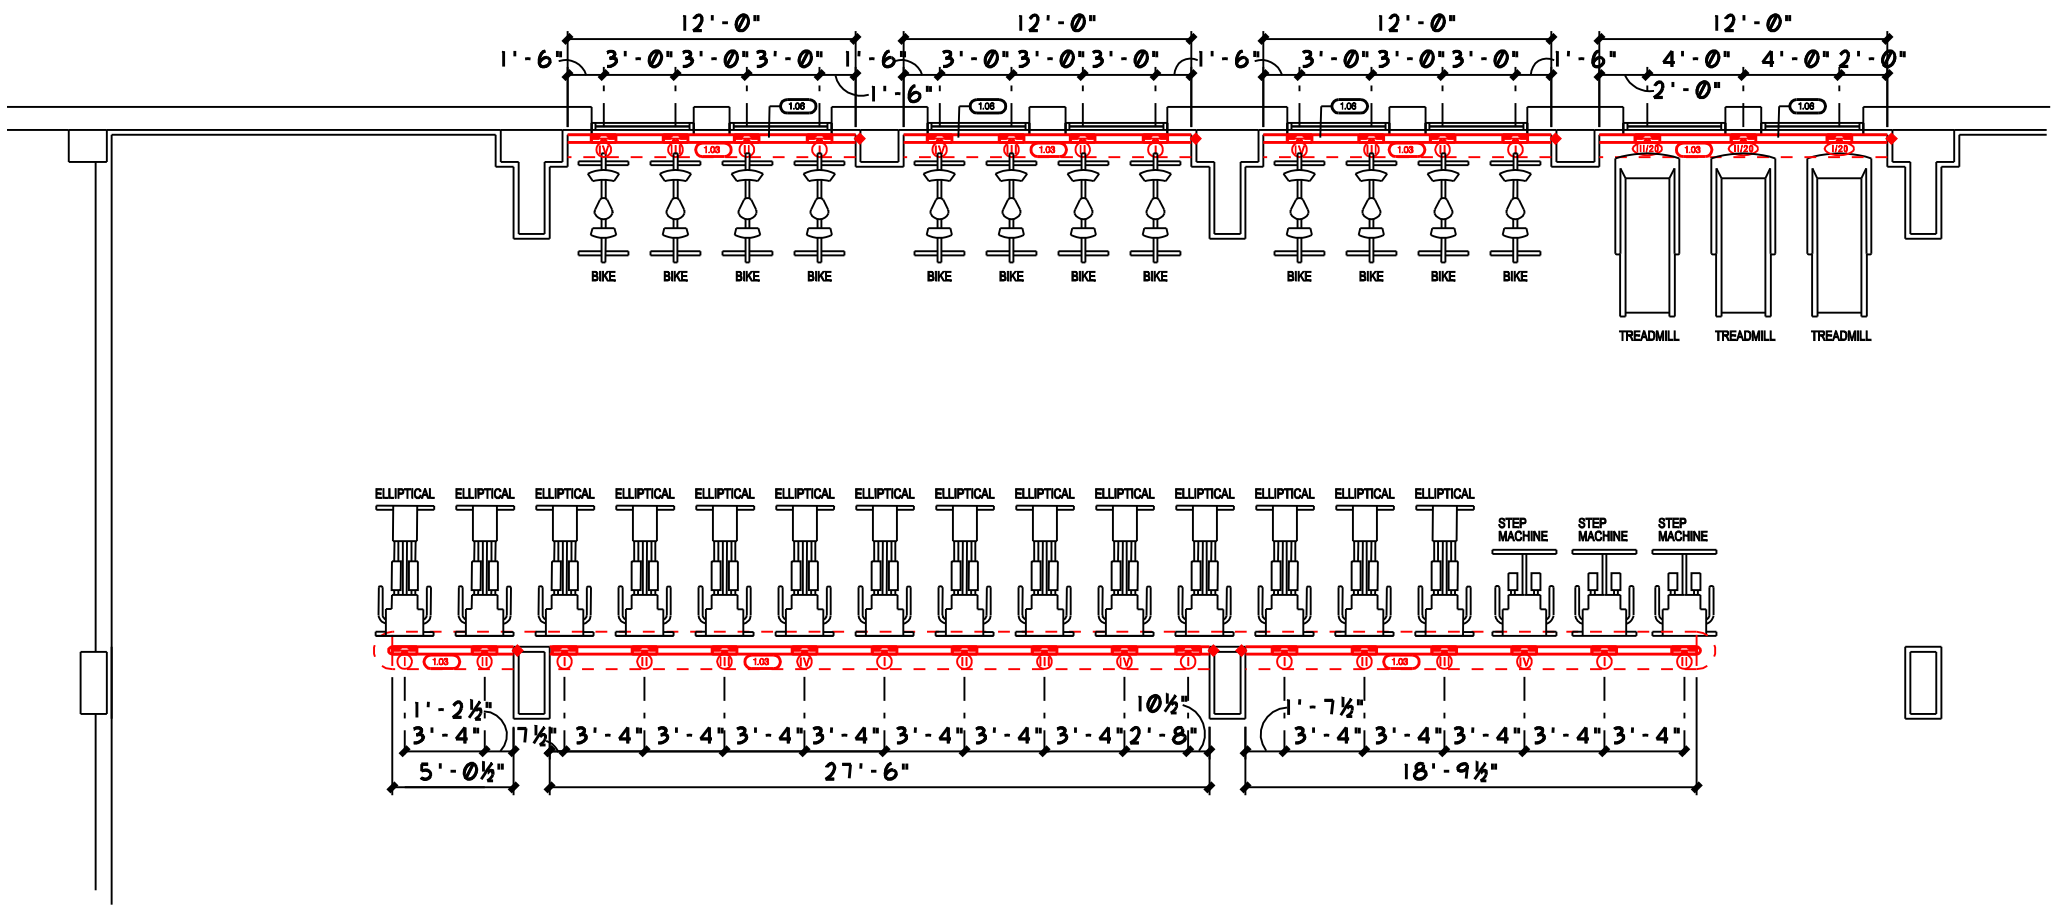 12'-0" 12'-0" 12'-0" 12'-0"
1'-6" 3'-0" 3'-0" 3'-0" 1'-6" 3'-0" 3'-0" 3'-0" 1'-6" 3'-0" 3'-0" 3'-0" 1'-6" 4'-0" 4'-0" 2'-0"
1'-6" 2'-0"
1.06 1.06 1.06 1.06
IV III 1.03 II I IV III 1.03 II I IV III 1.03 II I III/20 1.03 II/20 I/20
BIKE BIKE BIKE BIKE BIKE BIKE BIKE BIKE BIKE BIKE BIKE BIKE
TREADMILL TREADMILL TREADMILL
ELLIPTICAL ELLIPTICAL ELLIPTICAL ELLIPTICAL ELLIPTICAL ELLIPTICAL ELLIPTICAL ELLIPTICAL ELLIPTICAL ELLIPTICAL ELLIPTICAL ELLIPTICAL ELLIPTICAL ELLIPTICAL
STEP STEP STEP
MACHINE MACHINE MACHINE
I 1.03 II I II III 1.03 IV I II III IV I I II 1.03 III IV I II
1'-2½" 10½" 1'-7½"
3'-4" 7½" 3'-4" 3'-4" 3'-4" 3'-4" 3'-4" 3'-4" 3'-4" 2'-8" 3'-4" 3'-4" 3'-4" 3'-4" 3'-4"
5'-0½" 27'-6" 18'-9½"